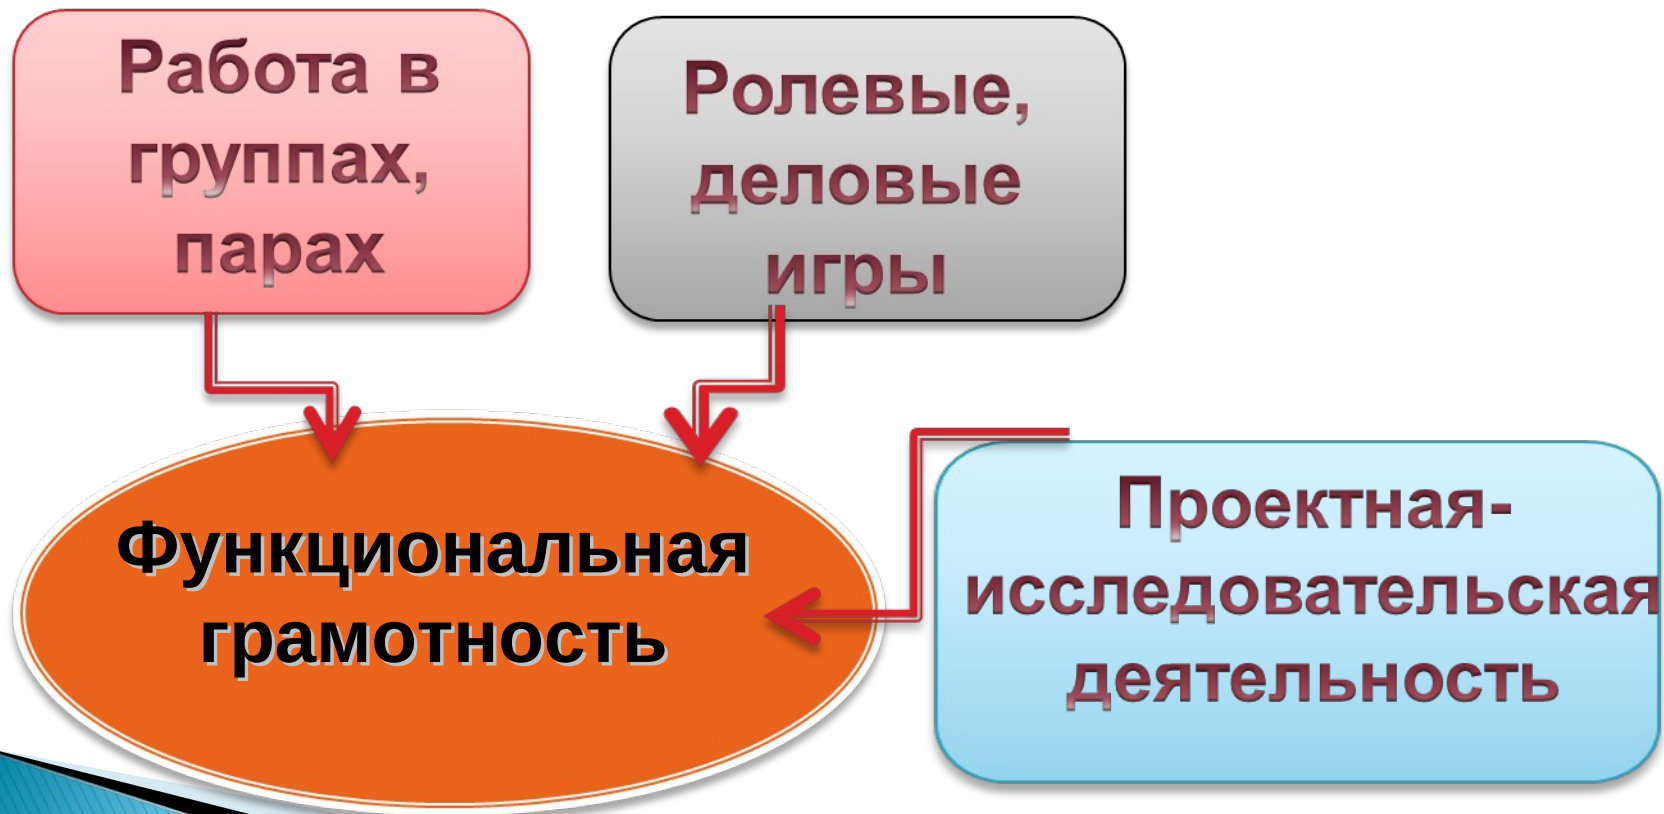 Работа в
группах,
парах
Ролевые,
деловые
игры
Функциональная
грамотность
Проектная-
исследовательская
деятельность